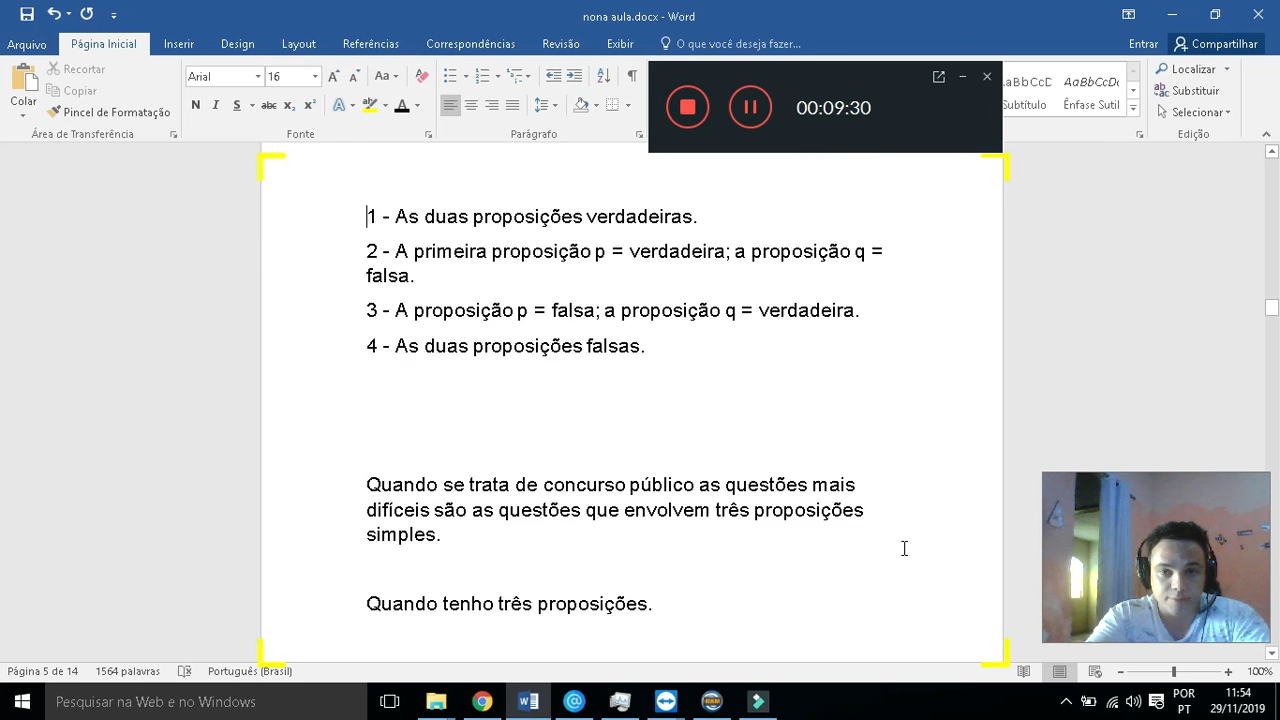 nona aula.docx - Word
Arquivo Página Inicial Inserir Design Layout Referências Correspondências Revisão Exibir O que você deseja fazer... Entrar Compartilhar
Colar
Recortar
Copiar
Pincel de Formatação
Área de Transferência
Arial 16
Fonte
Parágrafo
00:09:30
Subtítulo
AaBbCcDc
Ênfase Sutil
Localizar
Substituir
Selecionar
Edição
1 - As duas proposições verdadeiras.
2 - A primeira proposição p = verdadeira; a proposição q =
falsa.
3 - A proposição p = falsa; a proposição q = verdadeira.
4 - As duas proposições falsas.
Quando se trata de concurso público as questões mais
difíceis são as questões que envolvem três proposições
simples.
Quando tenho três proposições.
Página 5 de 14 1564 palavras Português (Brasil) 100%
Pesquisar na Web e no Windows
POR
PT
11:54
29/11/2019